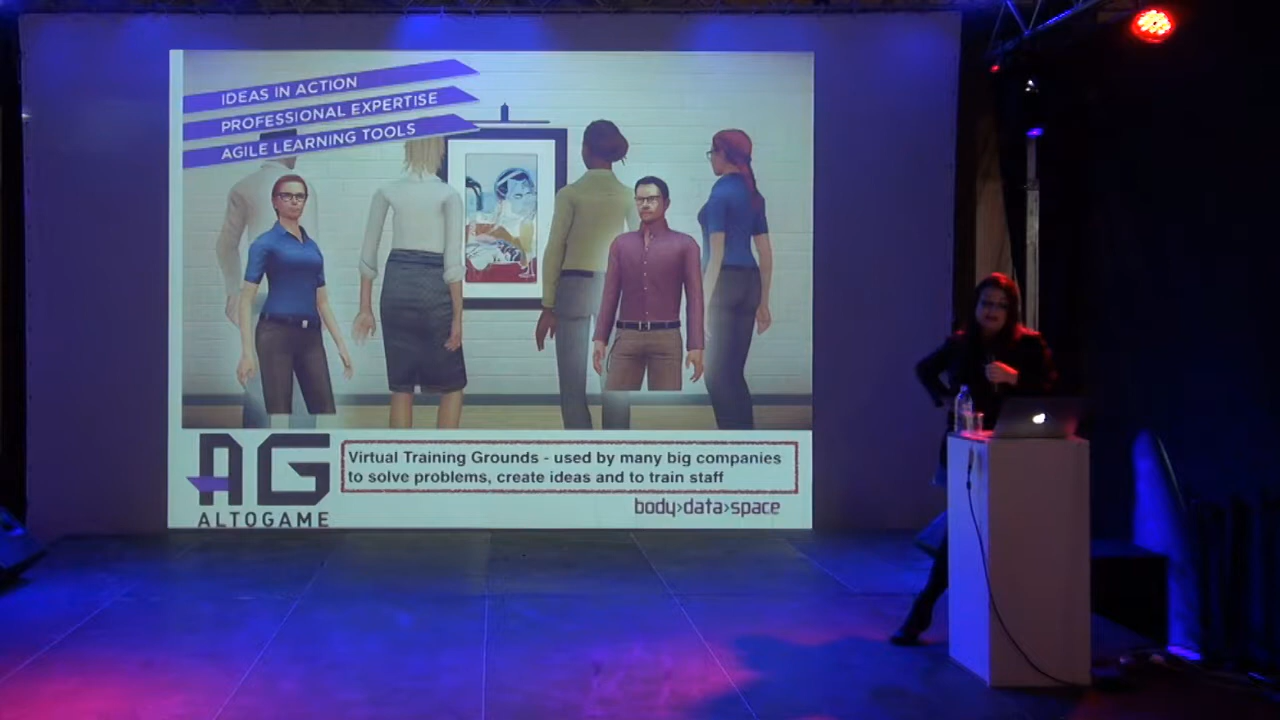 IDEAS IN ACTION
PROFESSIONAL EXPERTISE
AGILE LEARNING TOOLS
AG
ALTOGAME
Virtual Training Grounds - used by many big companies
to solve problems, create ideas and to train staff
body>data>space